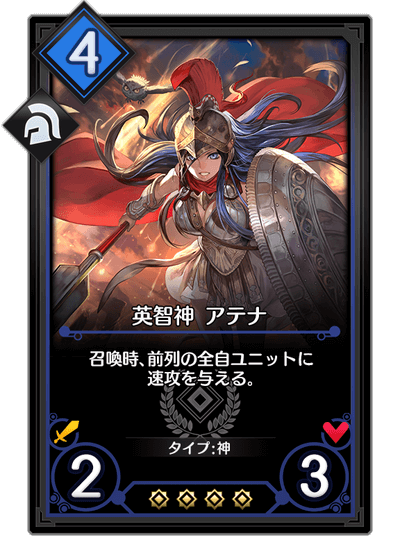 4
英智神 アテナ
召喚時、前列の全自ユニットに
速攻を与える。
タイプ:神
2
3